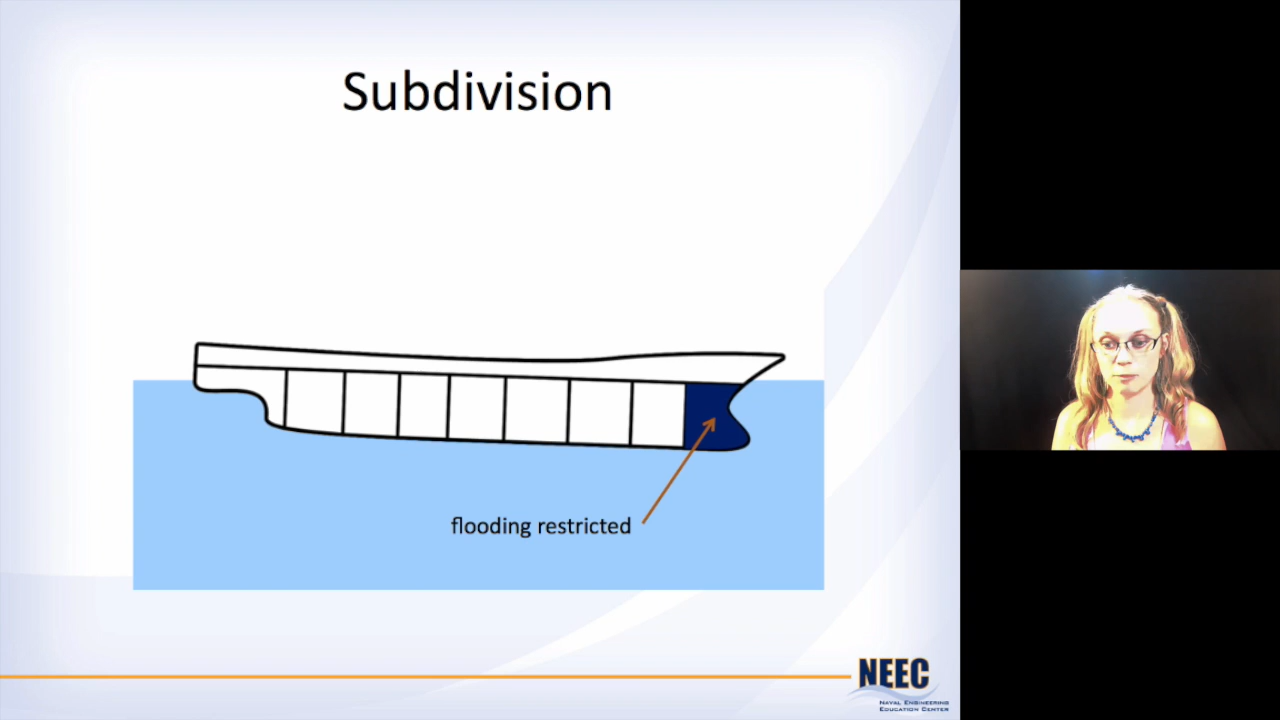 Subdivision
flooding restricted
NEEC
NAVAL ENGINEERING
EDUCATION CENTER